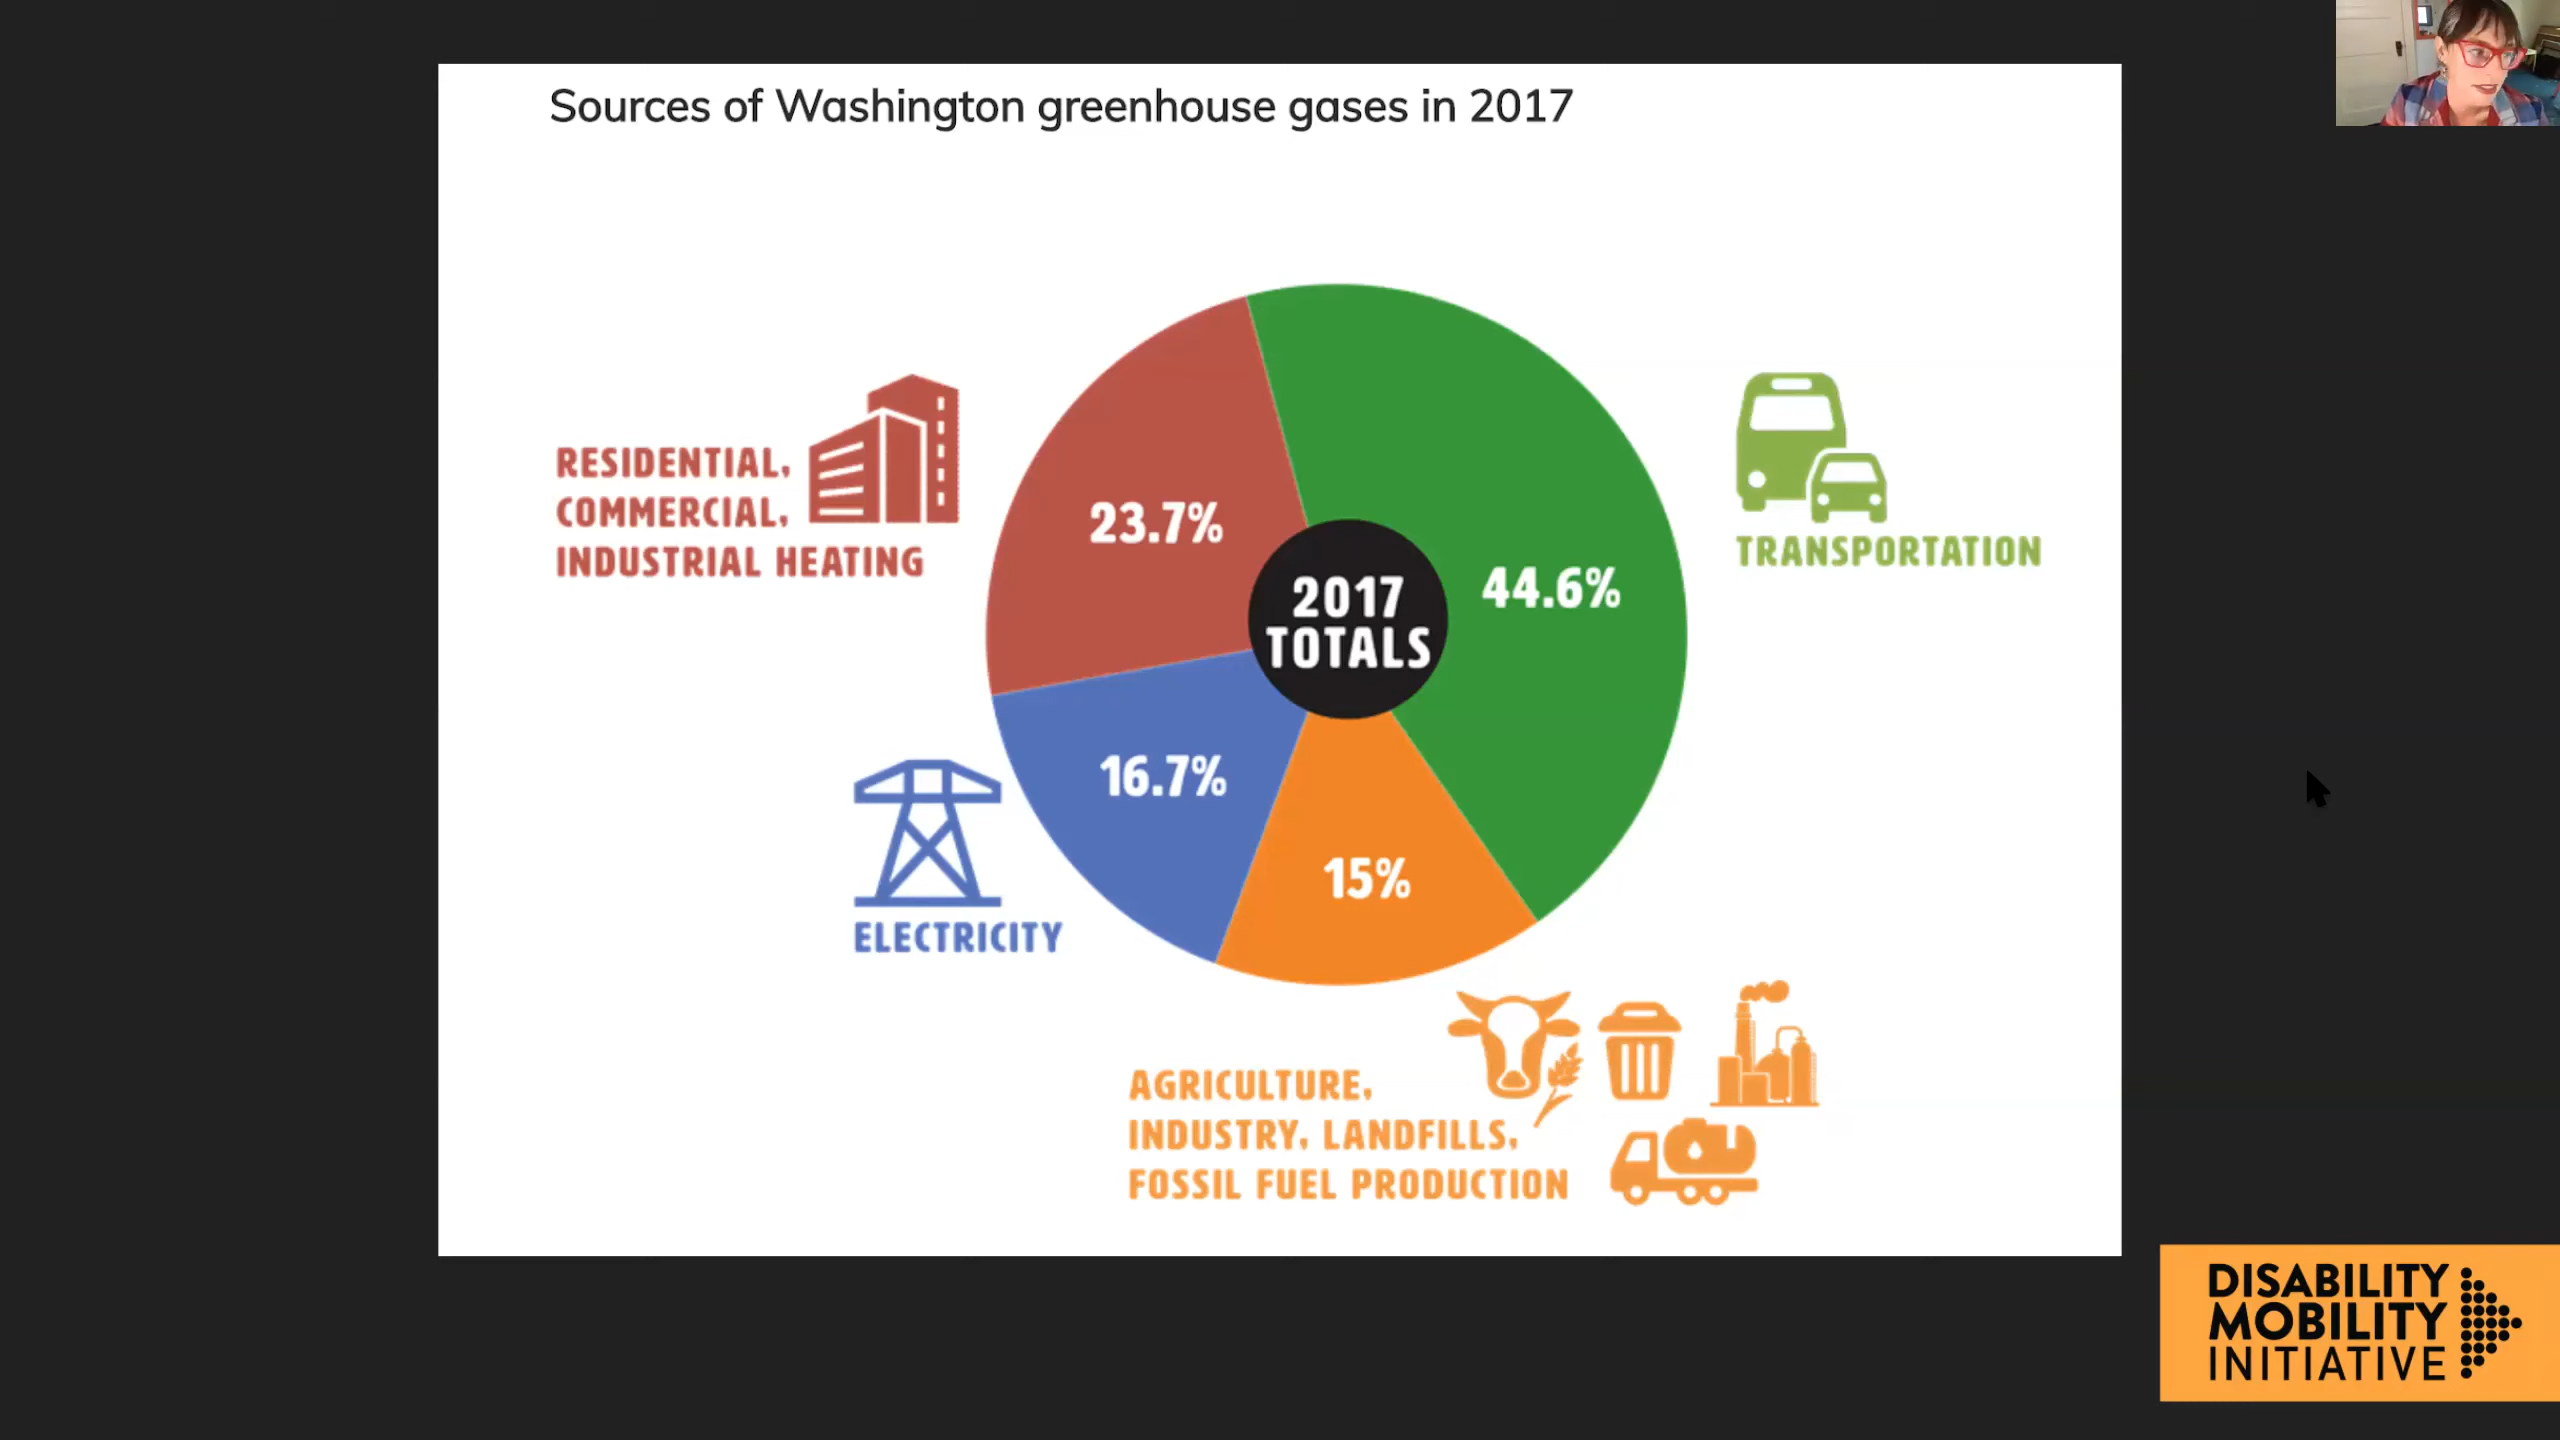 Sources of Washington greenhouse gases in 2017
RESIDENTIAL,
COMMERCIAL,
INDUSTRIAL HEATING
23.7%
2017
TOTALS
44.6%
TRANSPORTATION
16.7%
ELECTRICITY
15%
AGRICULTURE,
INDUSTRY, LANDFILLS,
FOSSIL FUEL PRODUCTION
DISABILITY
MOBILITY
INITIATIVE